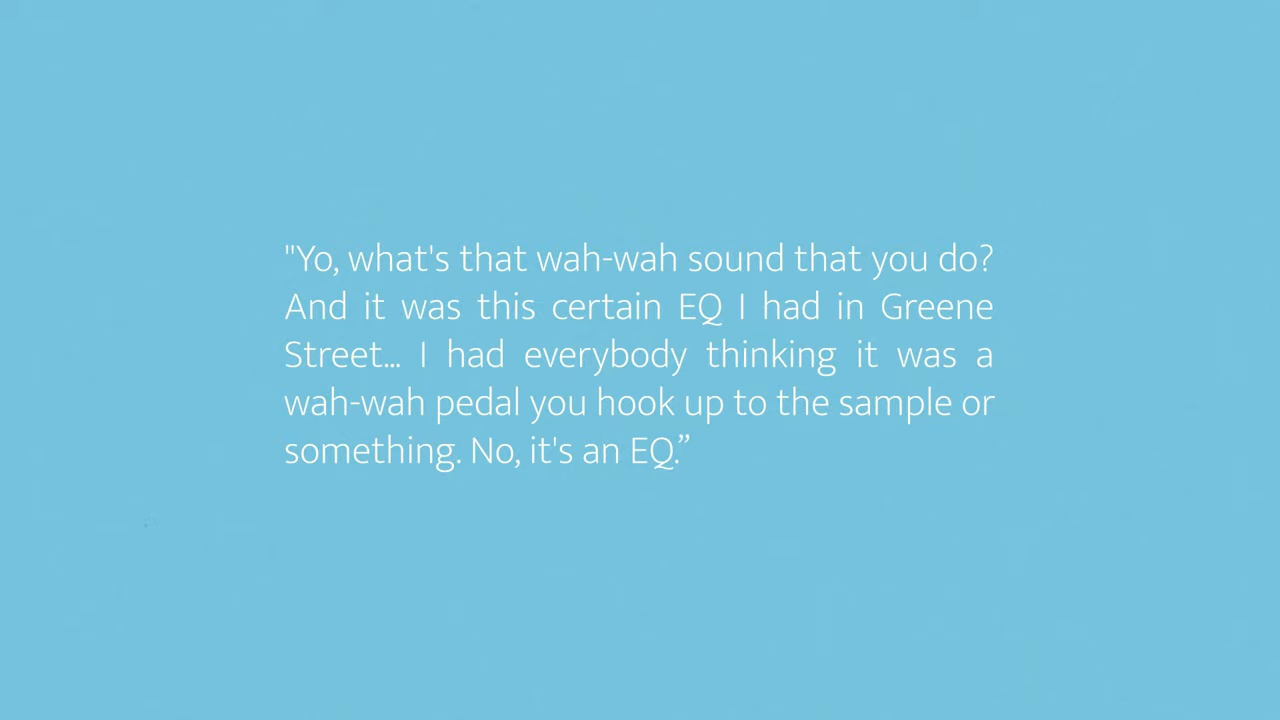 "Yo, what's that wah-wah sound that you do?
And it was this certain EQ I had in Greene
Street... I had everybody thinking it was a
wah-wah pedal you hook up to the sample or
something. No, it's an EQ.”